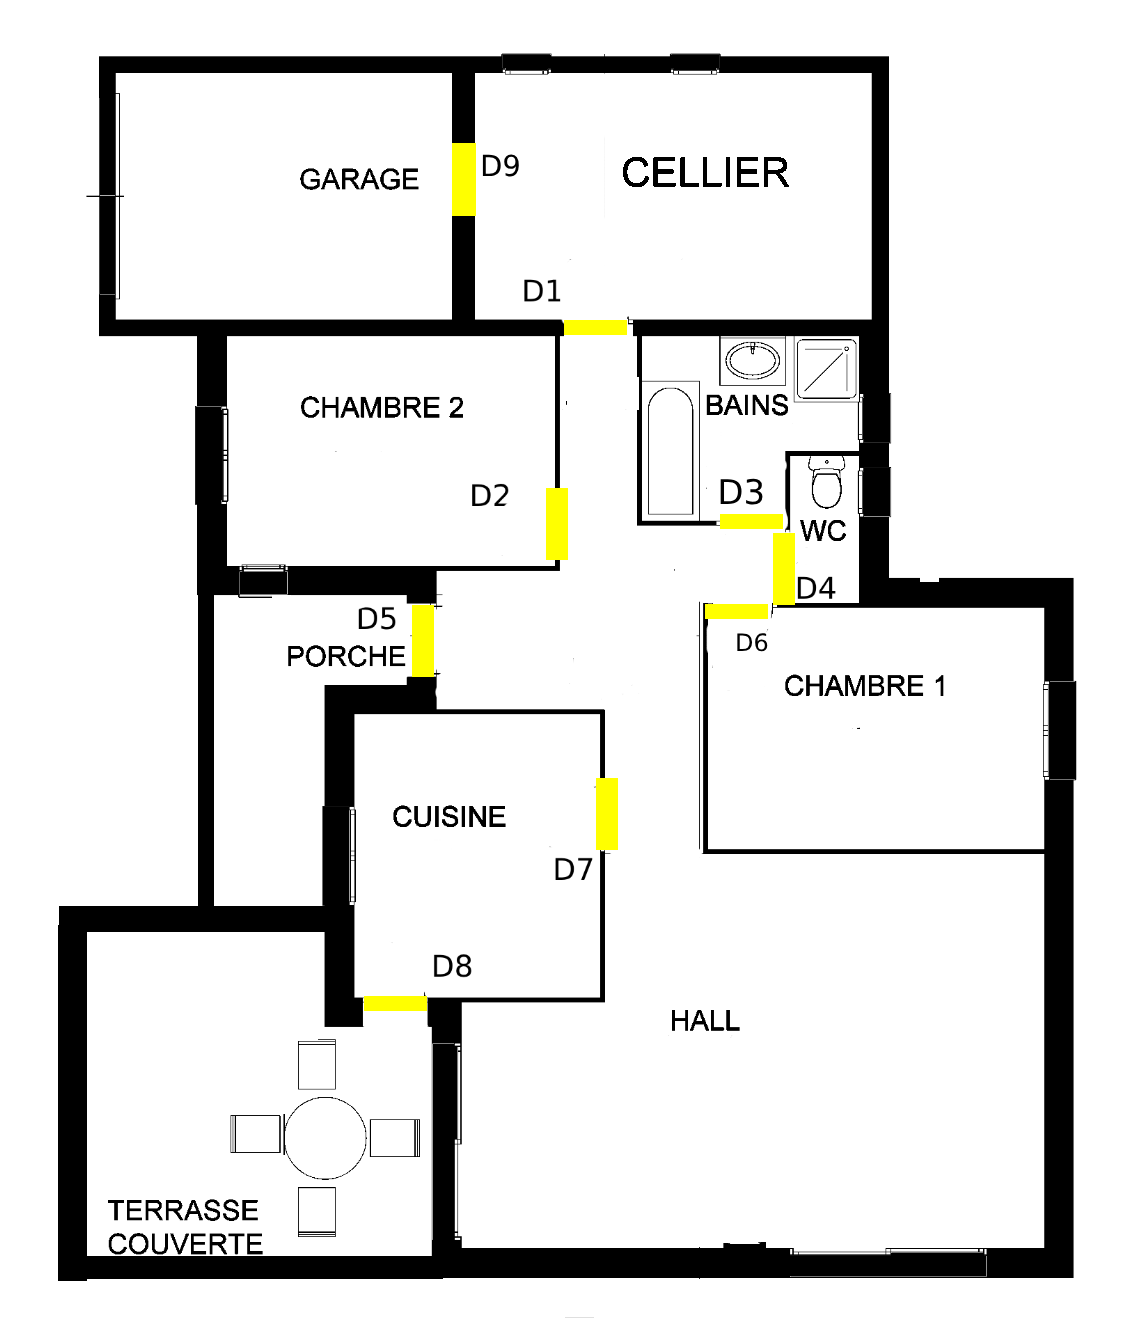 D9
CELLIER
GARAGE
D1
CHAMBRE 2
BAINS
D2
D3
WC
D4
D5
D6
PORCHE
CHAMBRE 1
CUISINE
D7
D8
HALL
TERRASSE
COUVERTE